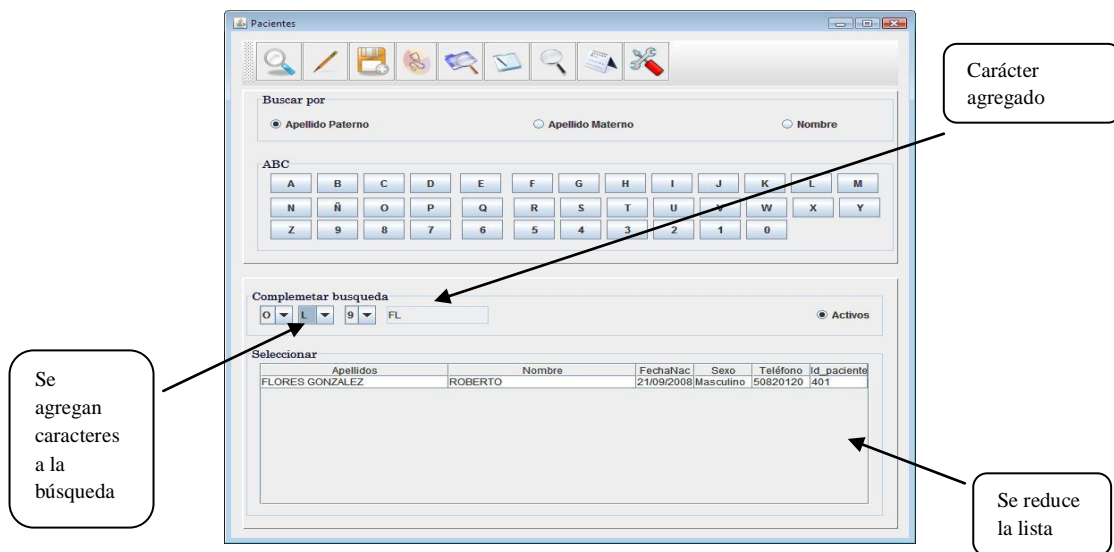 Pacientes
Carácter
agregado
Buscar por
Apellido Paterno Apellido Materno Nombre
ABC
A B C D E F G H I J K L M
N Ñ O P Q R S T U V W X Y
Z 9 8 7 6 5 4 3 2 1 0
Complemetar busqueda
O L 9 FL Activos
Se
agregan
caracteres
a la
búsqueda
Seleccionar
Apellidos Nombre FechaNac Sexo Teléfono Id_paciente
FLORES GONZALEZ ROBERTO 21/09/2008 Masculino 50820120 401
Se reduce
la lista